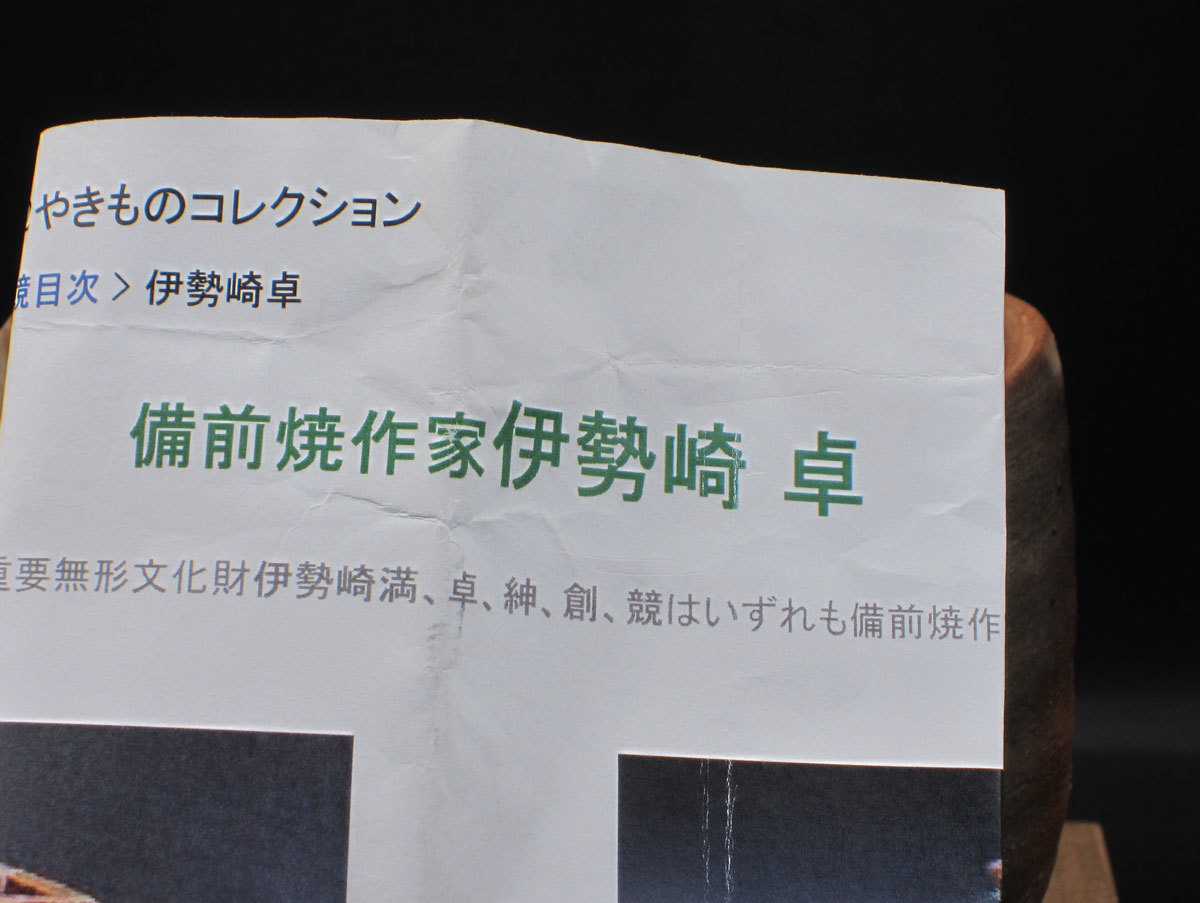 やきものコレクション
鏡目次 > 伊勢崎卓
備前焼作家伊勢崎 卓
重要無形文化財伊勢崎満、卓、紳、創、競はいずれも備前焼作